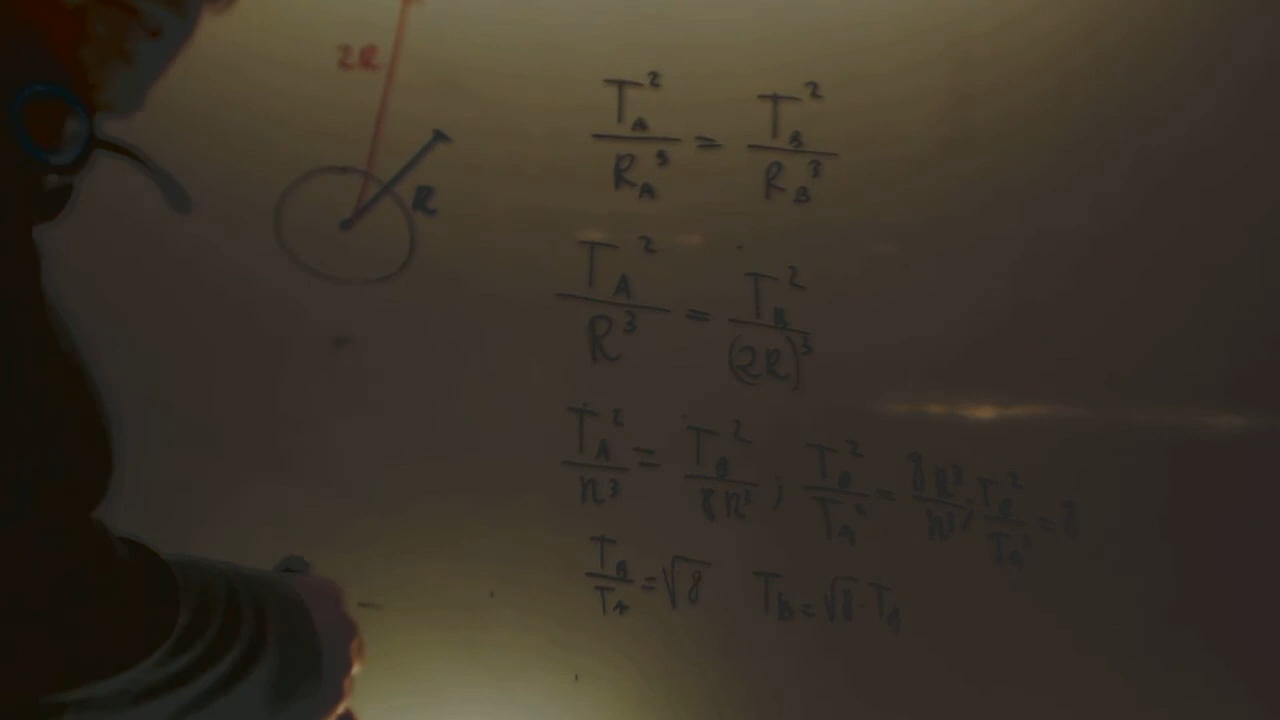 2R
R
T_A^2 / R_A^3 = T_B^2 / R_B^3
T_A^2 / R^3 = T_B^2 / (2R)^3
T_A^2 / R^3 = T_B^2 / 8R^3 ; T_B^2 / T_A^2 = 8R^3 / R^3 ; T_B^2 / T_A^2 = 8
T_B / T_A = √8 T_B = √8 · T_A